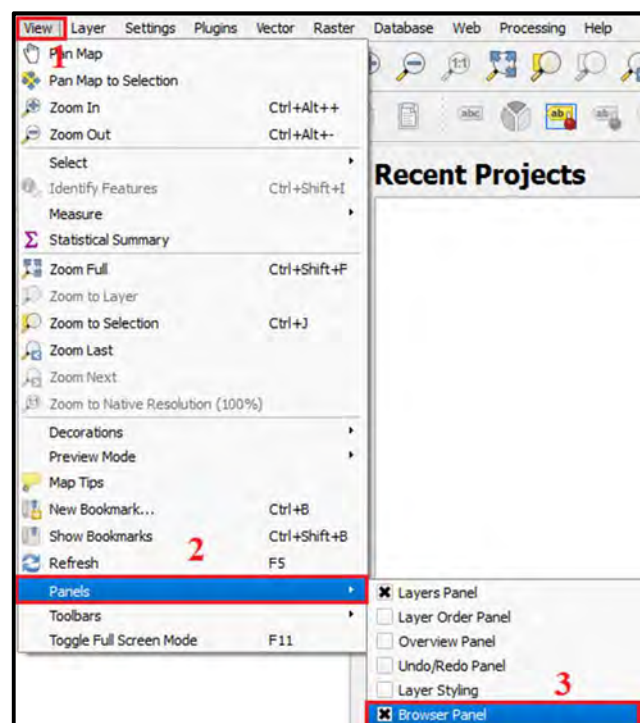 View Layer Settings Plugins Vector Raster Database Web Processing Help
1
Pan Map
Pan Map to Selection
Zoom In Ctrl+Alt++
Zoom Out Ctrl+Alt+-
Select
Identify Features Ctrl+Shift+I
Measure
Statistical Summary
Zoom Full Ctrl+Shift+F
Zoom to Layer
Zoom to Selection Ctrl+J
Zoom Last
Zoom Next
Zoom to Native Resolution (100%)
Decorations
Preview Mode
Map Tips
New Bookmark... Ctrl+B
Show Bookmarks Ctrl+Shift+B
2
Refresh F5
Panels
Toolbars
Toggle Full Screen Mode F11
1:1
abc
ab
Recent Projects
Layers Panel
Layer Order Panel
Overview Panel
Undo/Redo Panel
Layer Styling
3
Browser Panel